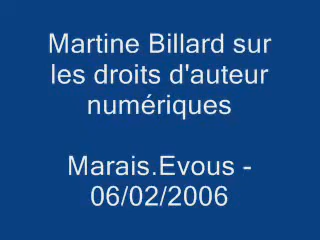 Martine Billard sur
les droits d'auteur
numériques
Marais.Evous -
06/02/2006